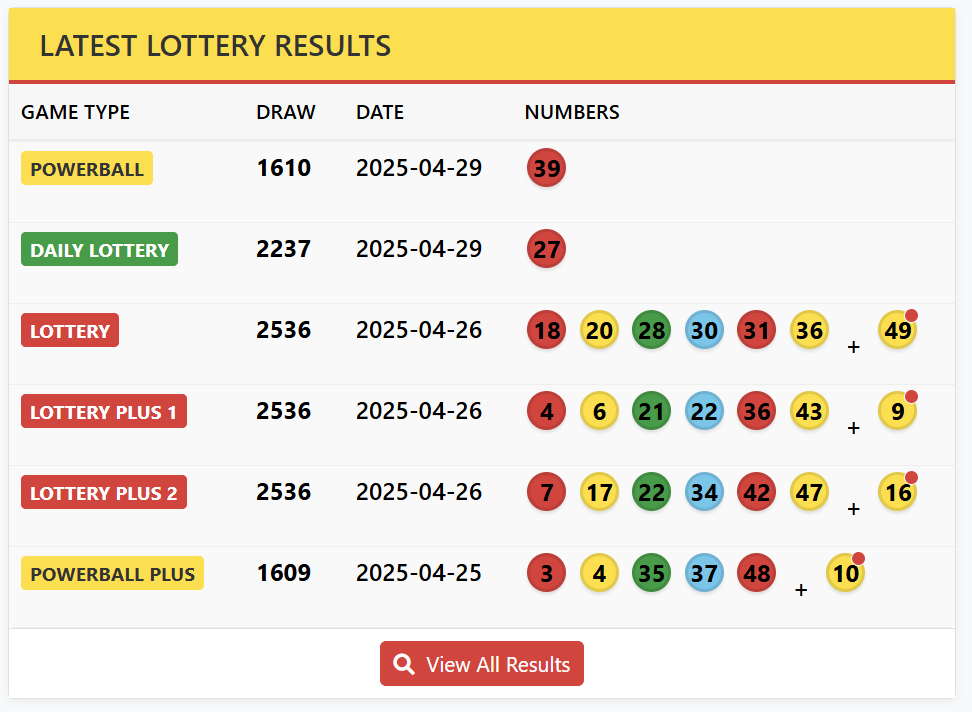 LATEST LOTTERY RESULTS
GAME TYPE DRAW DATE NUMBERS
POWERBALL 1610 2025-04-29 39
DAILY LOTTERY 2237 2025-04-29 27
LOTTERY 2536 2025-04-26 18 20 28 30 31 36 + 49
LOTTERY PLUS 1 2536 2025-04-26 4 6 21 22 36 43 + 9
LOTTERY PLUS 2 2536 2025-04-26 7 17 22 34 42 47 + 16
POWERBALL PLUS 1609 2025-04-25 3 4 35 37 48 + 10
View All Results